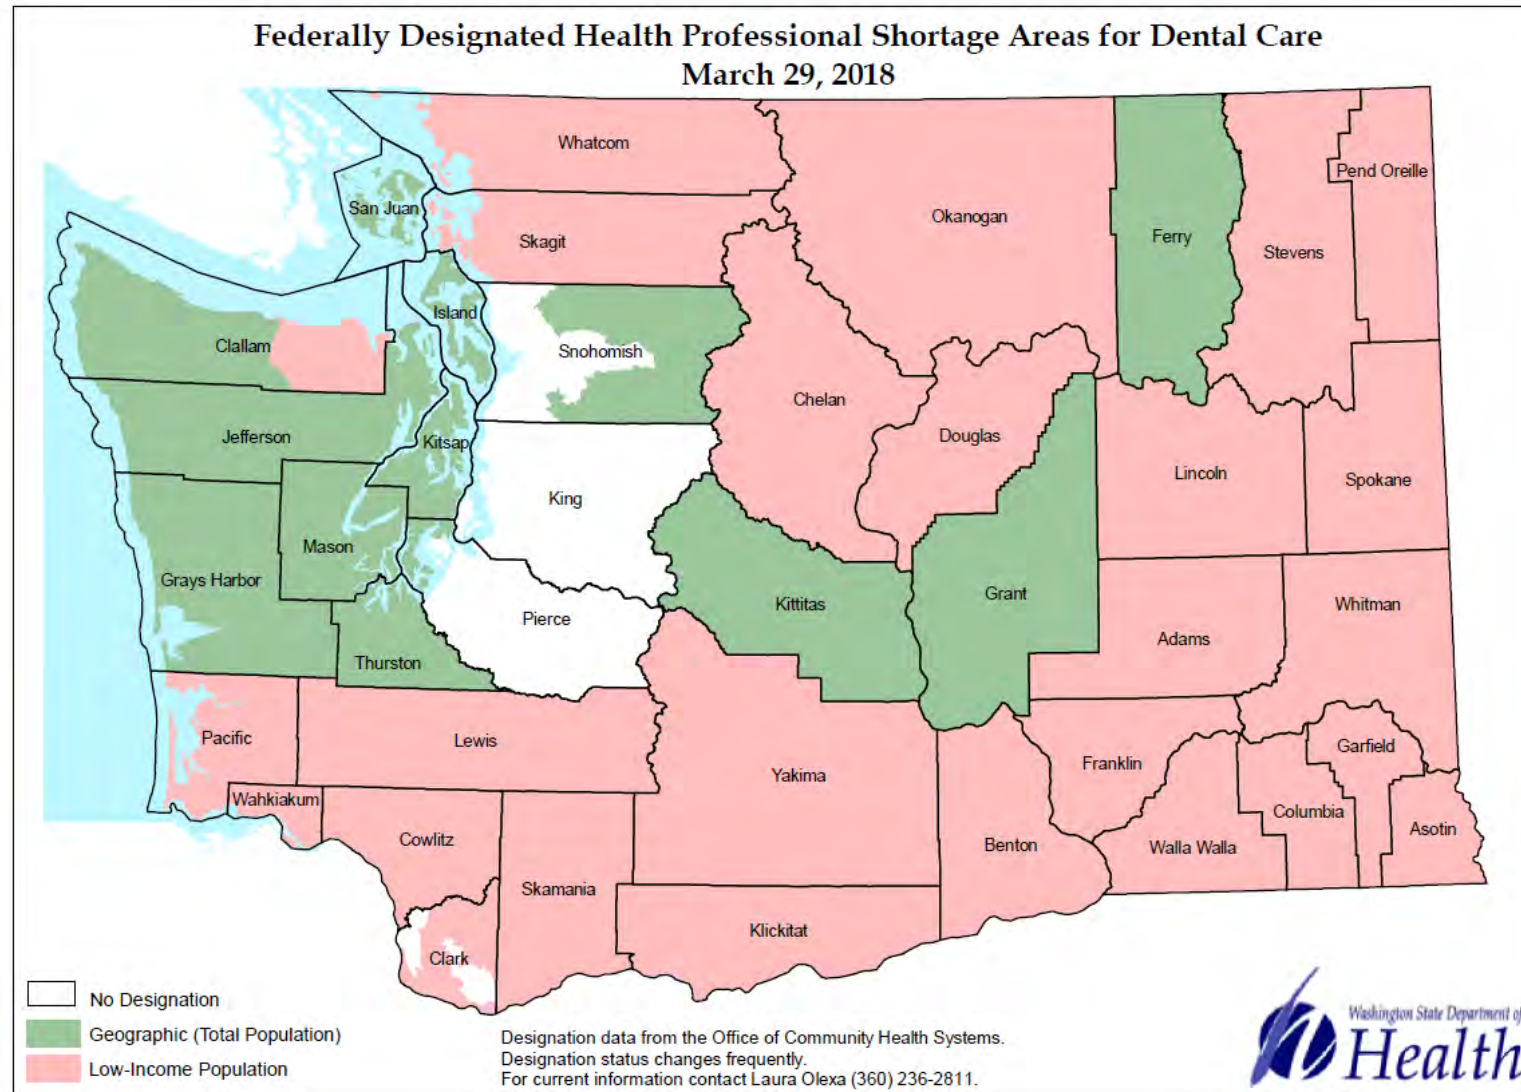 Federally Designated Health Professional Shortage Areas for Dental Care
March 29, 2018
Whatcom
Pend Oreille
San Juan
Okanogan
Ferry
Skagit
Stevens
Island
Clallam
Snohomish
Chelan
Jefferson
Kitsap
Douglas
Lincoln
Spokane
King
Mason
Grays Harbor
Kittitas
Grant
Whitman
Pierce
Adams
Thurston
Pacific
Lewis
Garfield
Yakima
Franklin
Wahkiakum
Columbia
Asotin
Cowlitz
Benton
Walla Walla
Skamania
Klickitat
Clark
No Designation
Geographic (Total Population)
Low-Income Population
Designation data from the Office of Community Health Systems.
Designation status changes frequently.
For current information contact Laura Olexa (360) 236-2811.
Washington State Department of
Health